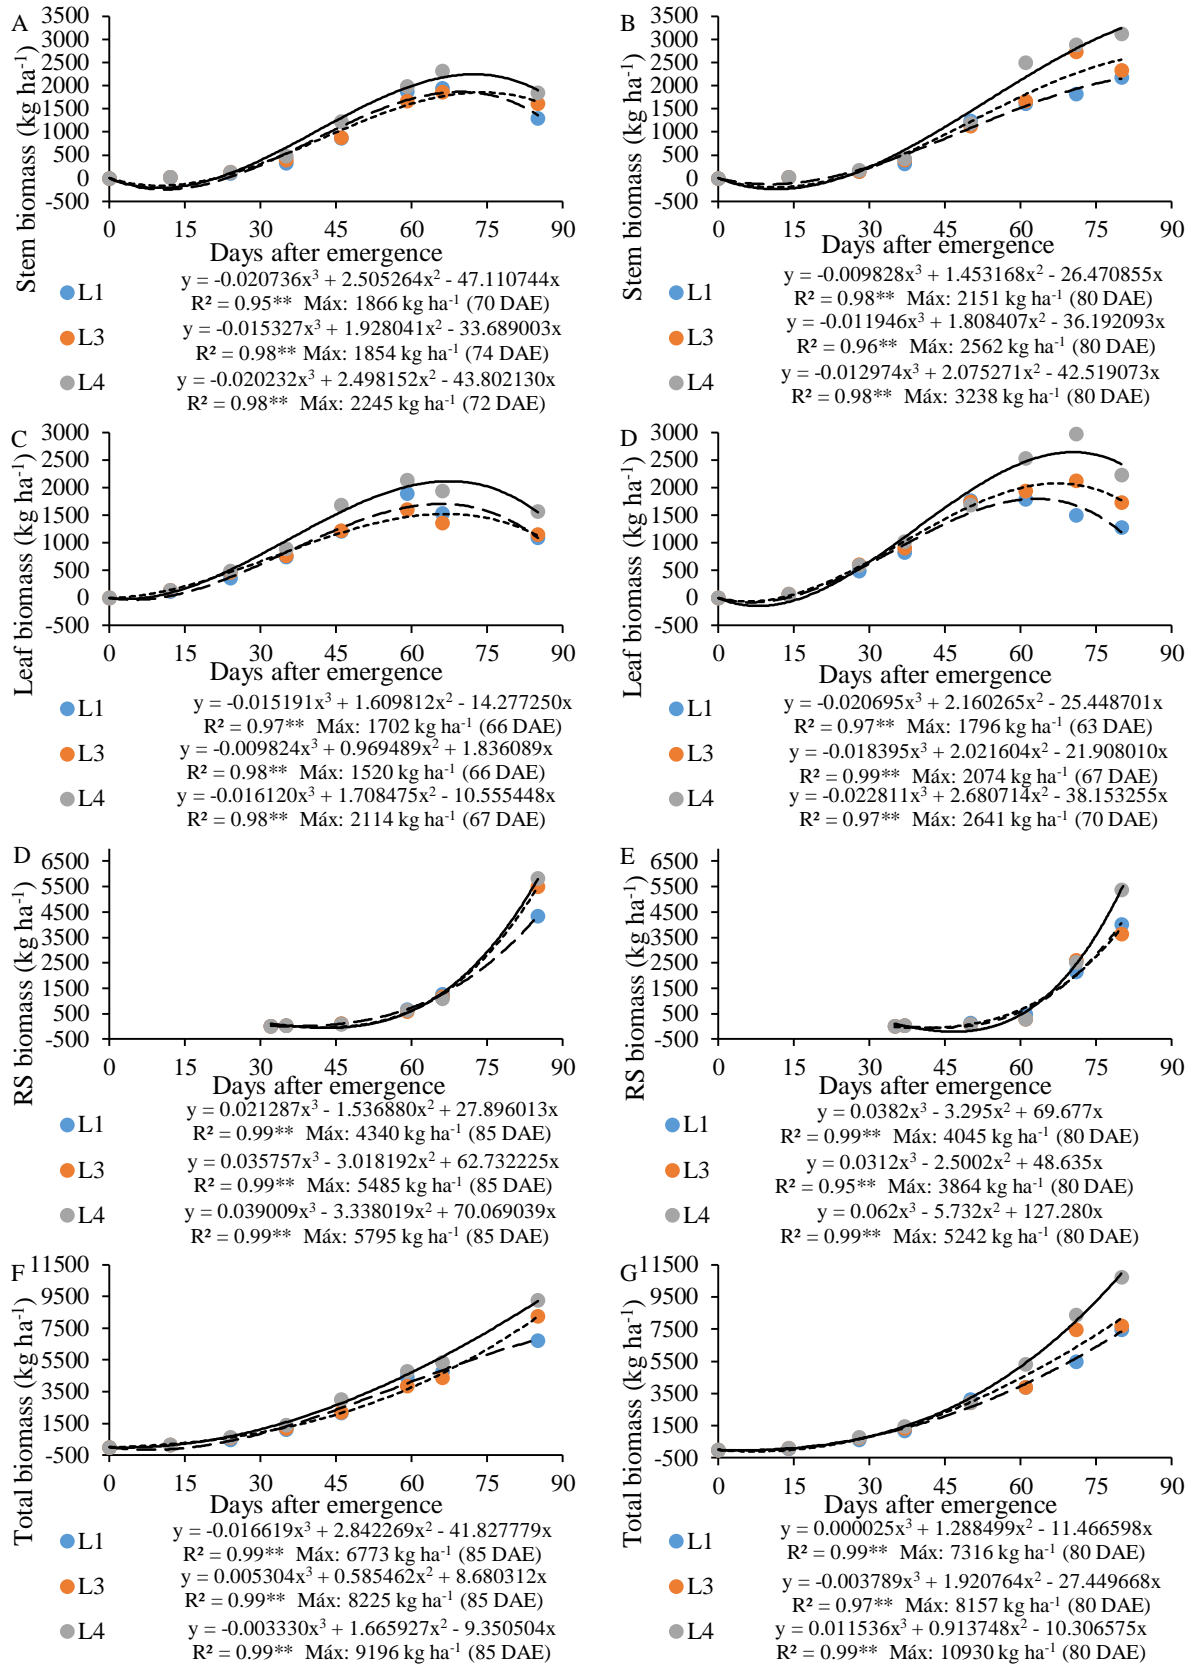 A
Stem biomass (kg ha⁻¹)
3500
3000
2500
2000
1500
1000
500
0
-500
0 15 30 45 60 75 90
Days after emergence
L1
y = -0.020736x³ + 2.505264x² - 47.110744x
R² = 0.95** Máx: 1866 kg ha⁻¹ (70 DAE)
L3
y = -0.015327x³ + 1.928041x² - 33.689003x
R² = 0.98** Máx: 1854 kg ha⁻¹ (74 DAE)
L4
y = -0.020232x³ + 2.498152x² - 43.802130x
R² = 0.98** Máx: 2245 kg ha⁻¹ (72 DAE)
B
Stem biomass (kg ha⁻¹)
3500
3000
2500
2000
1500
1000
500
0
-500
0 15 30 45 60 75 90
Days after emergence
L1
y = -0.009828x³ + 1.453168x² - 26.470855x
R² = 0.98** Máx: 2151 kg ha⁻¹ (80 DAE)
L3
y = -0.011946x³ + 1.808407x² - 36.192093x
R² = 0.96** Máx: 2562 kg ha⁻¹ (80 DAE)
L4
y = -0.012974x³ + 2.075271x² - 42.519073x
R² = 0.98** Máx: 3238 kg ha⁻¹ (80 DAE)
C
Leaf biomass (kg ha⁻¹)
3000
2500
2000
1500
1000
500
0
-500
0 15 30 45 60 75 90
Days after emergence
L1
y = -0.015191x³ + 1.609812x² - 14.277250x
R² = 0.97** Máx: 1702 kg ha⁻¹ (66 DAE)
L3
y = -0.009824x³ + 0.969489x² + 1.836089x
R² = 0.98** Máx: 1520 kg ha⁻¹ (66 DAE)
L4
y = -0.016120x³ + 1.708475x² - 10.555448x
R² = 0.98** Máx: 2114 kg ha⁻¹ (67 DAE)
D
Leaf biomass (kg ha⁻¹)
3000
2500
2000
1500
1000
500
0
-500
0 15 30 45 60 75 90
Days after emergence
L1
y = -0.020695x³ + 2.160265x² - 25.448701x
R² = 0.97** Máx: 1796 kg ha⁻¹ (63 DAE)
L3
y = -0.018395x³ + 2.021604x² - 21.908010x
R² = 0.99** Máx: 2074 kg ha⁻¹ (67 DAE)
L4
y = -0.022811x³ + 2.680714x² - 38.153255x
R² = 0.97** Máx: 2641 kg ha⁻¹ (70 DAE)
D
RS biomass (kg ha⁻¹)
6500
5500
4500
3500
2500
1500
500
-500
0 15 30 45 60 75 90
Days after emergence
L1
y = 0.021287x³ - 1.536880x² + 27.896013x
R² = 0.99** Máx: 4340 kg ha⁻¹ (85 DAE)
L3
y = 0.035757x³ - 3.018192x² + 62.732225x
R² = 0.99** Máx: 5485 kg ha⁻¹ (85 DAE)
L4
y = 0.039009x³ - 3.338019x² + 70.069039x
R² = 0.99** Máx: 5795 kg ha⁻¹ (85 DAE)
E
RS biomass (kg ha⁻¹)
6500
5500
4500
3500
2500
1500
500
-500
0 15 30 45 60 75 90
Days after emergence
L1
y = 0.0382x³ - 3.295x² + 69.677x
R² = 0.99** Máx: 4045 kg ha⁻¹ (80 DAE)
L3
y = 0.0312x³ - 2.5002x² + 48.635x
R² = 0.95** Máx: 3864 kg ha⁻¹ (80 DAE)
L4
y = 0.062x³ - 5.732x² + 127.280x
R² = 0.99** Máx: 5242 kg ha⁻¹ (80 DAE)
F
Total biomass (kg ha⁻¹)
11500
9500
7500
5500
3500
1500
-500
0 15 30 45 60 75 90
Days after emergence
L1
y = -0.016619x³ + 2.842269x² - 41.827779x
R² = 0.99** Máx: 6773 kg ha⁻¹ (85 DAE)
L3
y = 0.005304x³ + 0.585462x² + 8.680312x
R² = 0.99** Máx: 8225 kg ha⁻¹ (85 DAE)
L4
y = -0.003330x³ + 1.665927x² - 9.350504x
R² = 0.99** Máx: 9196 kg ha⁻¹ (85 DAE)
G
Total biomass (kg ha⁻¹)
11500
9500
7500
5500
3500
1500
-500
0 15 30 45 60 75 90
Days after emergence
L1
y = 0.000025x³ + 1.288499x² - 11.466598x
R² = 0.99** Máx: 7316 kg ha⁻¹ (80 DAE)
L3
y = -0.003789x³ + 1.920764x² - 27.449668x
R² = 0.97** Máx: 8157 kg ha⁻¹ (80 DAE)
L4
y = 0.011536x³ + 0.913748x² - 10.306575x
R² = 0.99** Máx: 10930 kg ha⁻¹ (80 DAE)